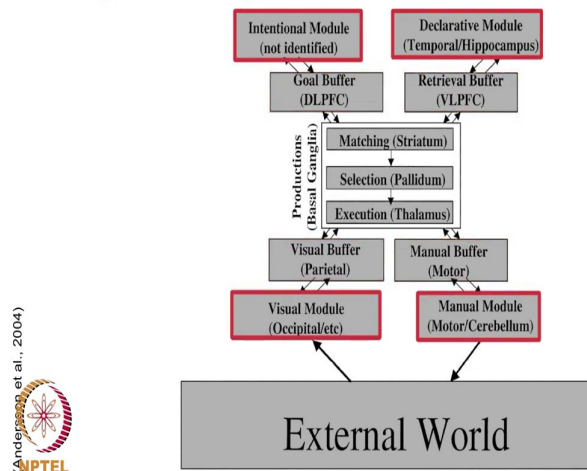 Intentional Module
(not identified)
Declarative Module
(Temporal/Hippocampus)
Goal Buffer
(DLPFC)
Retrieval Buffer
(VLPFC)
Productions
(Basal Ganglia)
Matching (Striatum)
Selection (Pallidum)
Execution (Thalamus)
Visual Buffer
(Parietal)
Manual Buffer
(Motor)
Visual Module
(Occipital/etc)
Manual Module
(Motor/Cerebellum)
External World
et al., 2004)
NPTEL